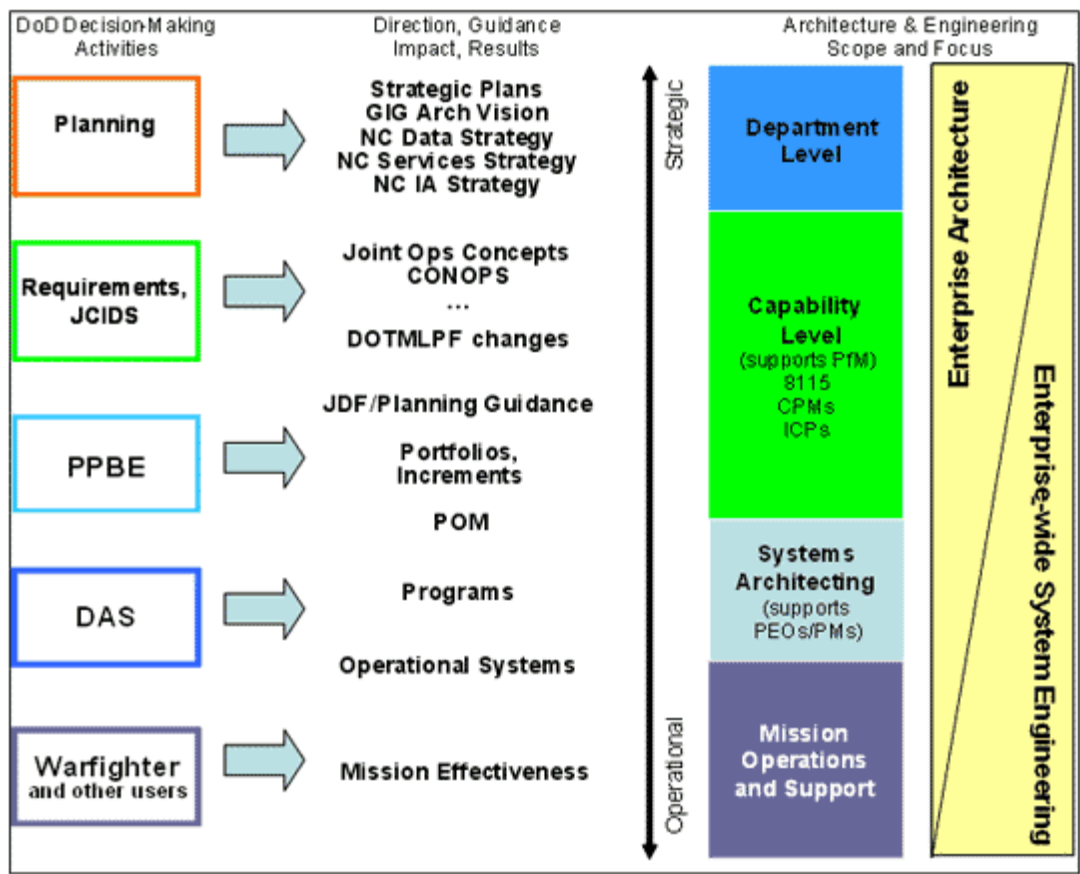 DoD Decision-Making
Activities
Direction, Guidance
Impact, Results
Architecture & Engineering
Scope and Focus
Planning
Strategic Plans
GIG Arch Vision
NC Data Strategy
NC Services Strategy
NC IA Strategy
Requirements,
JCIDS
Joint Ops Concepts
CONOPS
...
DOTMLPF changes
PPBE
JDF/Planning Guidance
Portfolios,
Increments
POM
DAS
Programs
Operational Systems
Warfighter
and other users
Mission Effectiveness
Strategic
Operational
Department
Level
Capability
Level
(supports PfM)
8115
CPMs
ICPs
Systems
Architecting
(supports
PEOs/PMs)
Mission
Operations
and Support
Enterprise Architecture
Enterprise-wide System Engineering